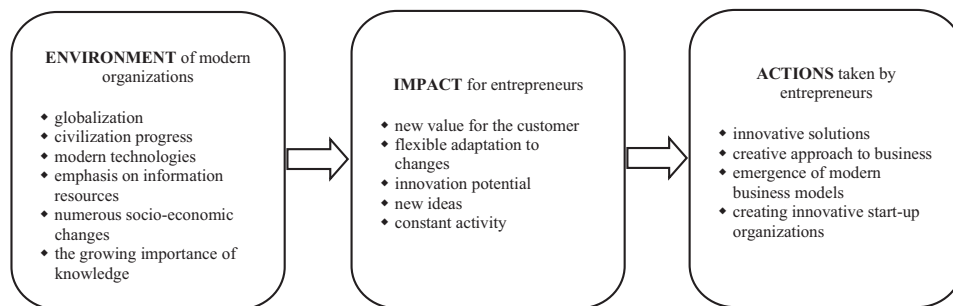 ENVIRONMENT of modern
organizations
◆ globalization
◆ civilization progress
◆ modern technologies
◆ emphasis on information
resources
◆ numerous socio-economic
changes
◆ the growing importance of
knowledge
IMPACT for entrepreneurs
◆ new value for the customer
◆ flexible adaptation to
changes
◆ innovation potential
◆ new ideas
◆ constant activity
ACTIONS taken by
entrepreneurs
◆ innovative solutions
◆ creative approach to business
◆ emergence of modern
business models
◆ creating innovative start-up
organizations